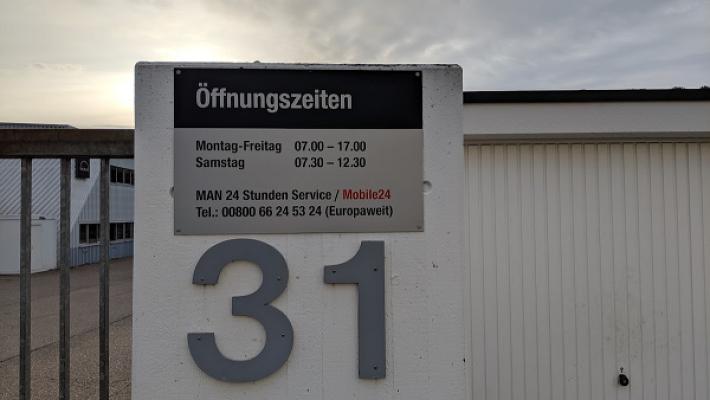 Öffnungszeiten
Montag-Freitag 07.00 – 17.00
Samstag 07.30 – 12.30
MAN 24 Stunden Service / Mobile24
Tel.: 00800 66 24 53 24 (Europaweit)
31